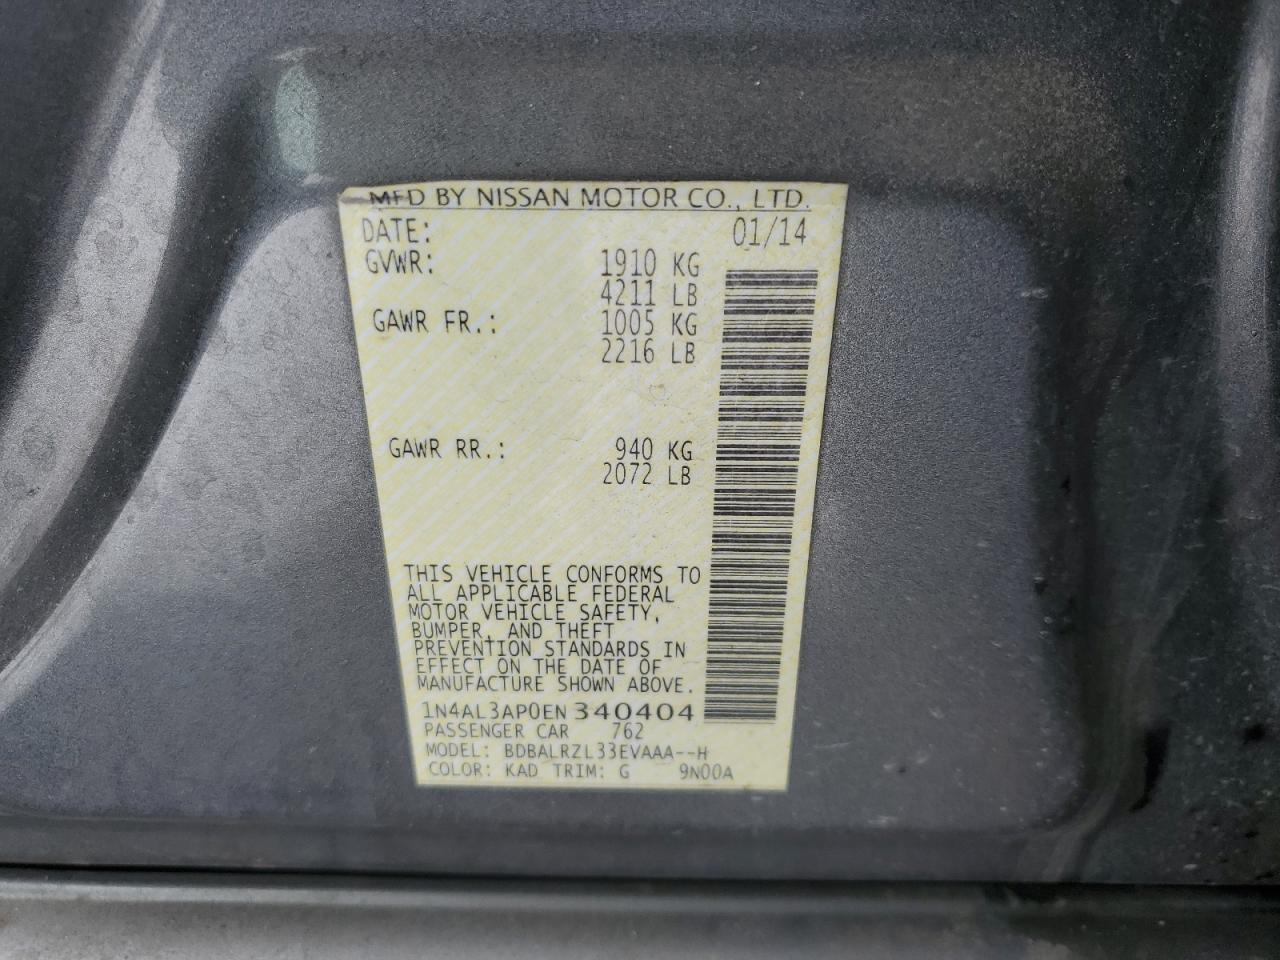 MFD BY NISSAN MOTOR CO., LTD.
DATE: 01/14
GVWR: 1910 KG
4211 LB
GAWR FR.: 1005 KG
2216 LB
GAWR RR.: 940 KG
2072 LB
THIS VEHICLE CONFORMS TO
ALL APPLICABLE FEDERAL
MOTOR VEHICLE SAFETY,
BUMPER, AND THEFT
PREVENTION STANDARDS IN
EFFECT ON THE DATE OF
MANUFACTURE SHOWN ABOVE.
1N4AL3AP0EN340404
PASSENGER CAR 762
MODEL: BDBALRZL33EVAAA--H
COLOR: KAD TRIM: G 9N00A